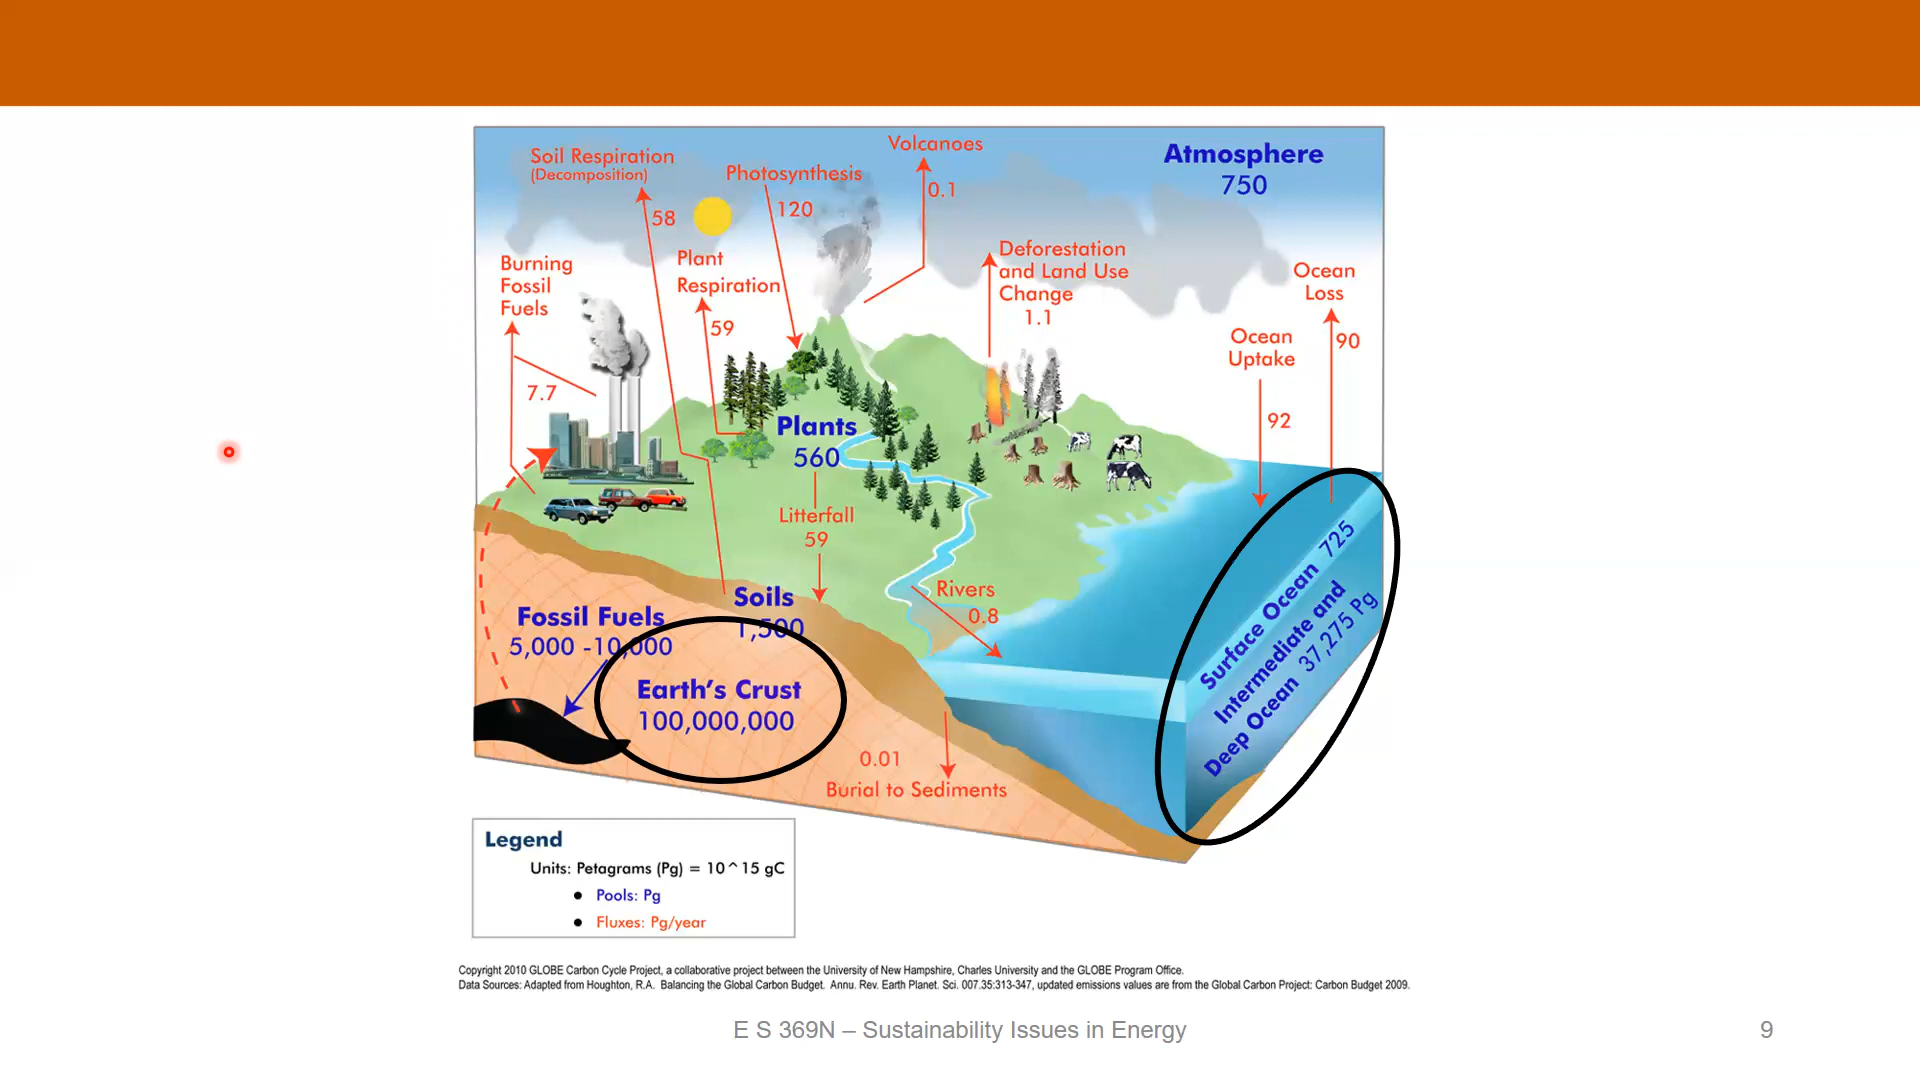 Volcanoes
0.1
Atmosphere
750
Soil Respiration
(Decomposition)
58
Photosynthesis
120
Burning
Fossil
Fuels
7.7
Plant
Respiration
59
Deforestation
and Land Use
Change
1.1
Ocean
Loss
90
Ocean
Uptake
92
Plants
560
Litterfall
59
Rivers
0.8
Soils
1,500
Fossil Fuels
5,000 -10,000
Earth's Crust
100,000,000
0.01
Burial to Sediments
Surface Ocean 725
Intermediate and
Deep Ocean 37,275 Pg
Legend
Units: Petagrams (Pg) = 10^15 gC
• Pools: Pg
• Fluxes: Pg/year
Copyright 2010 GLOBE Carbon Cycle Project, a collaborative project between the University of New Hampshire, Charles University and the GLOBE Program Office.
Data Sources: Adapted from Houghton, R.A. Balancing the Global Carbon Budget. Annu. Rev. Earth Planet. Sci. 007.35:313-347, updated emissions values are from the Global Carbon Project: Carbon Budget 2009.
E S 369N – Sustainability Issues in Energy
9